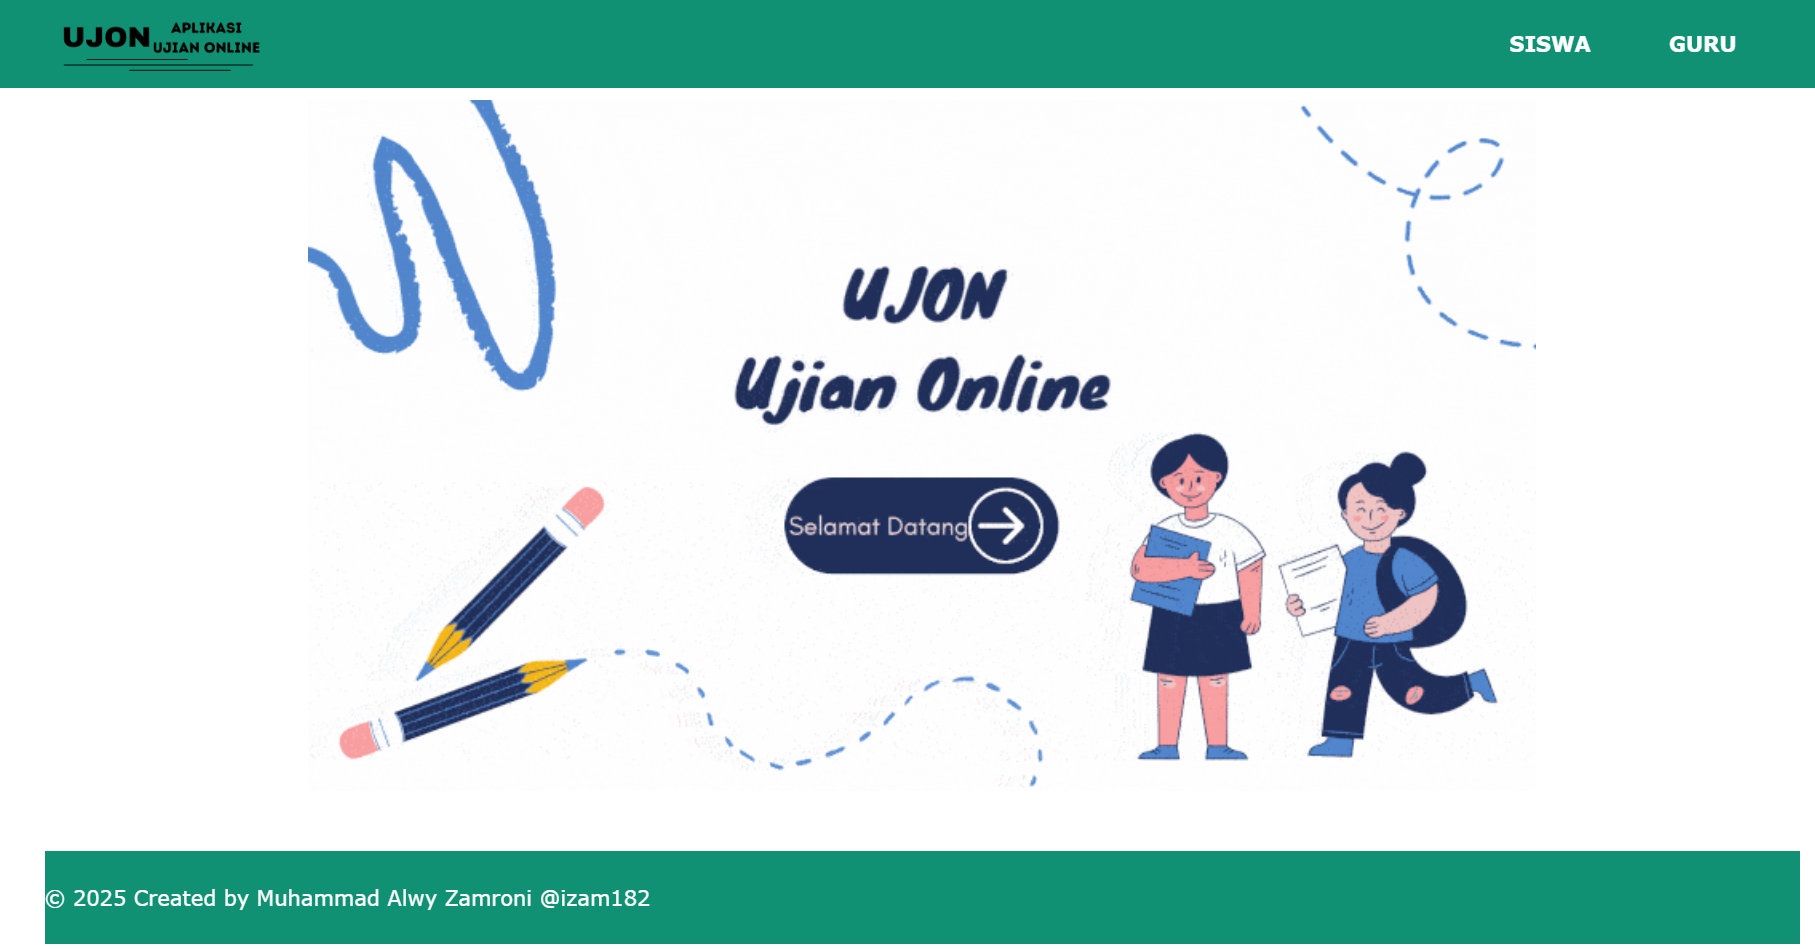 UJON
APLIKASI
UJIAN ONLINE
SISWA
GURU
UJON
Ujian Online
Selamat Datang
© 2025 Created by Muhammad Alwy Zamroni @izam182